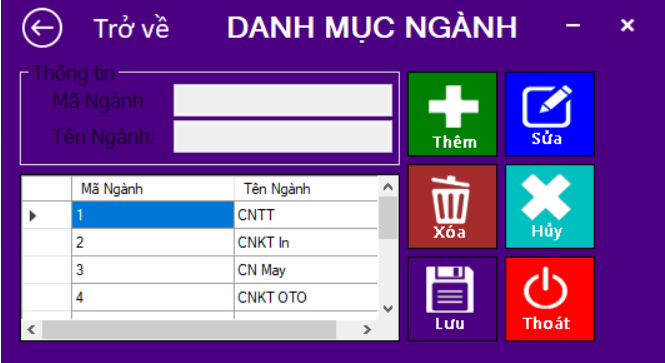 Trở về DANH MỤC NGÀNH
Thông tin
Mã Ngành:
Tên Ngành:
Thêm
Sửa
Mã Ngành Tên Ngành
1 CNTT
2 CNKT In
3 CN May
4 CNKT OTO
Xóa
Hủy
Lưu
Thoát